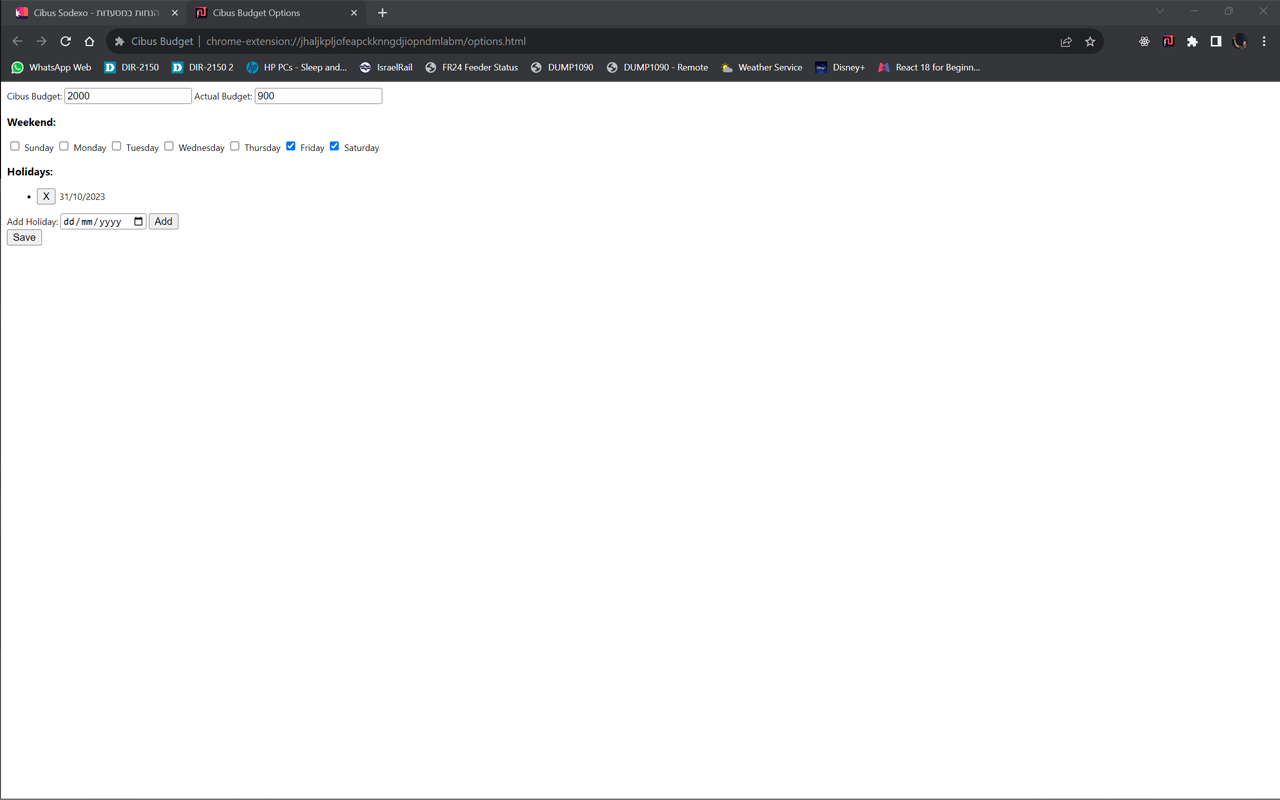 Cibus Sodexo - הנחות במסעדות
Cibus Budget Options
Cibus Budget | chrome-extension://jhaljkpljofeapckknngdjiopndmlabm/options.html
WhatsApp Web DIR-2150 DIR-2150 2 HP PCs - Sleep and... IsraelRail FR24 Feeder Status DUMP1090 DUMP1090 - Remote Weather Service Disney+ React 18 for Beginn...
Cibus Budget: 2000 Actual Budget: 900
Weekend:
Sunday Monday Tuesday Wednesday Thursday Friday Saturday
Holidays:
X 31/10/2023
Add Holiday: dd/mm/yyyy Add
Save